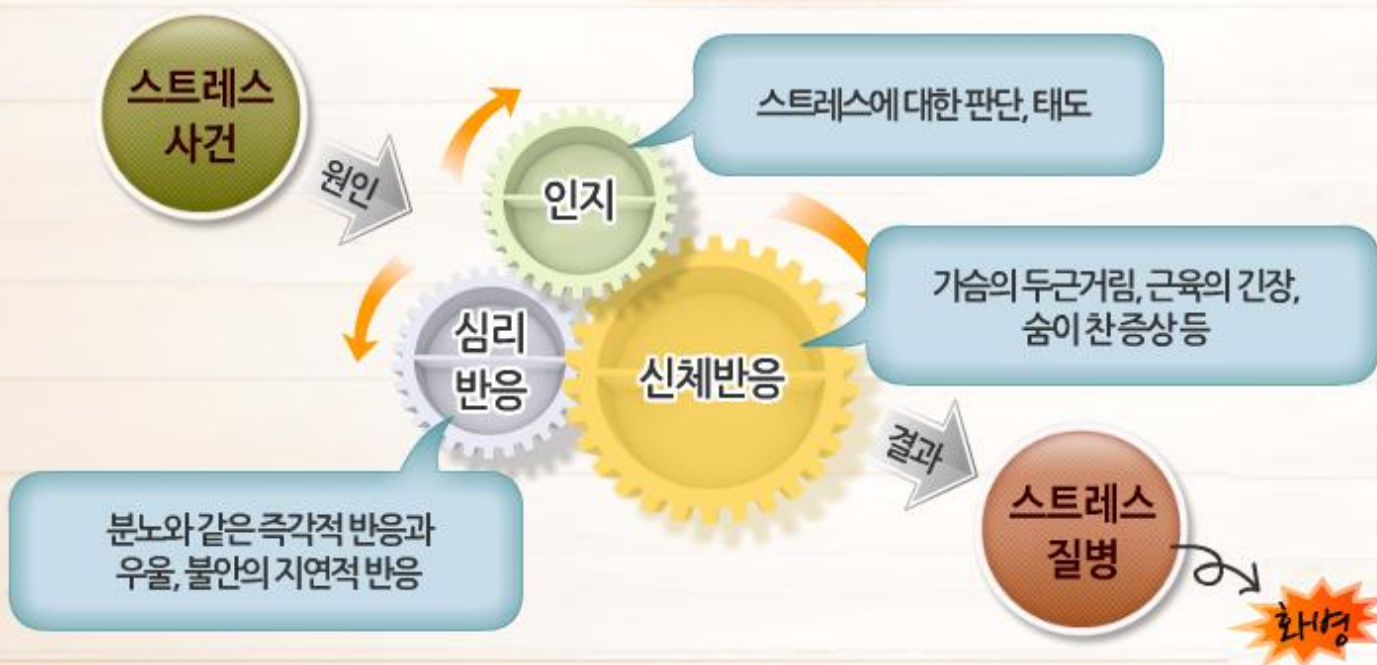 스트레스
사건
원인
인지
스트레스에 대한 판단, 태도
심리
반응
신체반응
가슴의 두근거림, 근육의 긴장,
숨이 찬 증상 등
분노와 같은 즉각적 반응과
우울, 불안의 지연적 반응
결과
스트레스
질병
화병